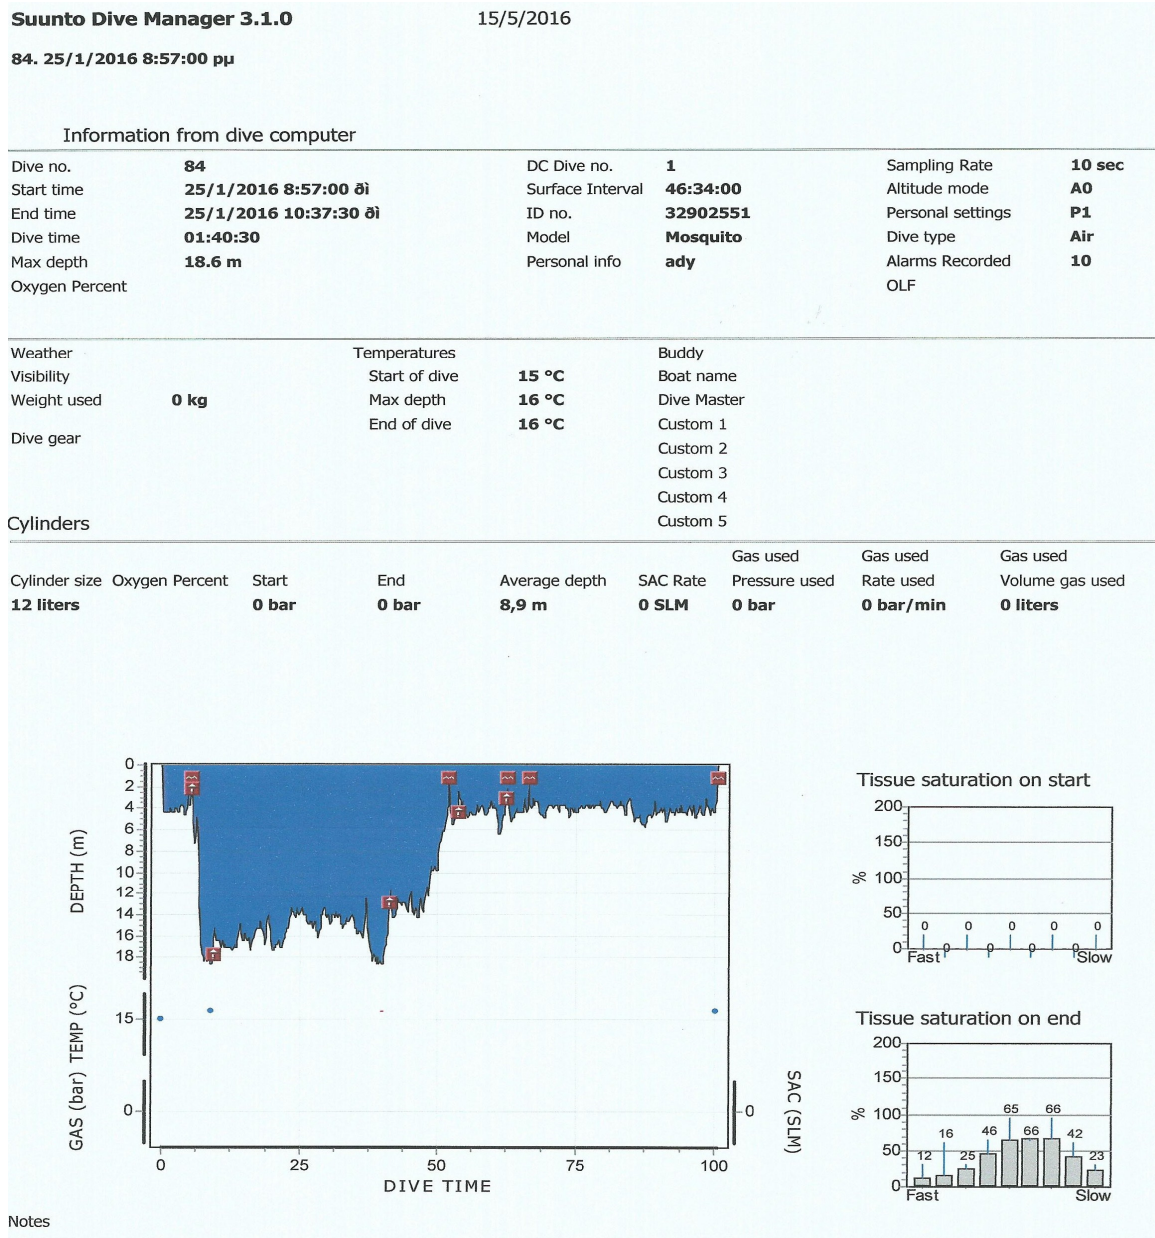 Suunto Dive Manager 3.1.0 15/5/2016
84. 25/1/2016 8:57:00 pμ
Information from dive computer
Dive no. 84 DC Dive no. 1 Sampling Rate 10 sec
Start time 25/1/2016 8:57:00 ðì Surface Interval 46:34:00 Altitude mode A0
End time 25/1/2016 10:37:30 ðì ID no. 32902551 Personal settings P1
Dive time 01:40:30 Model Mosquito Dive type Air
Max depth 18.6 m Personal info ady Alarms Recorded 10
Oxygen Percent OLF
Weather Temperatures Buddy
Visibility Start of dive 15 °C Boat name
Weight used 0 kg Max depth 16 °C Dive Master
End of dive 16 °C Custom 1
Dive gear
Custom 2
Custom 3
Custom 4
Custom 5
Cylinders
Gas used Gas used Gas used
Cylinder size Oxygen Percent Start End Average depth SAC Rate Pressure used Rate used Volume gas used
12 liters 0 bar 0 bar 8,9 m 0 SLM 0 bar 0 bar/min 0 liters
DEPTH (m)
0
2
4
6
8
10
12
14
16
18
TEMP (°C)
15
GAS (bar)
0
0
SAC (SLM)
0 25 50 75 100
DIVE TIME
Tissue saturation on start
200
150
100
50
0
%
0 0 0 0 0
0 0 0 0
Fast Slow
Tissue saturation on end
200
150
100
50
0
%
12 16 25 46 65 66 66 42 23
Fast Slow
Notes